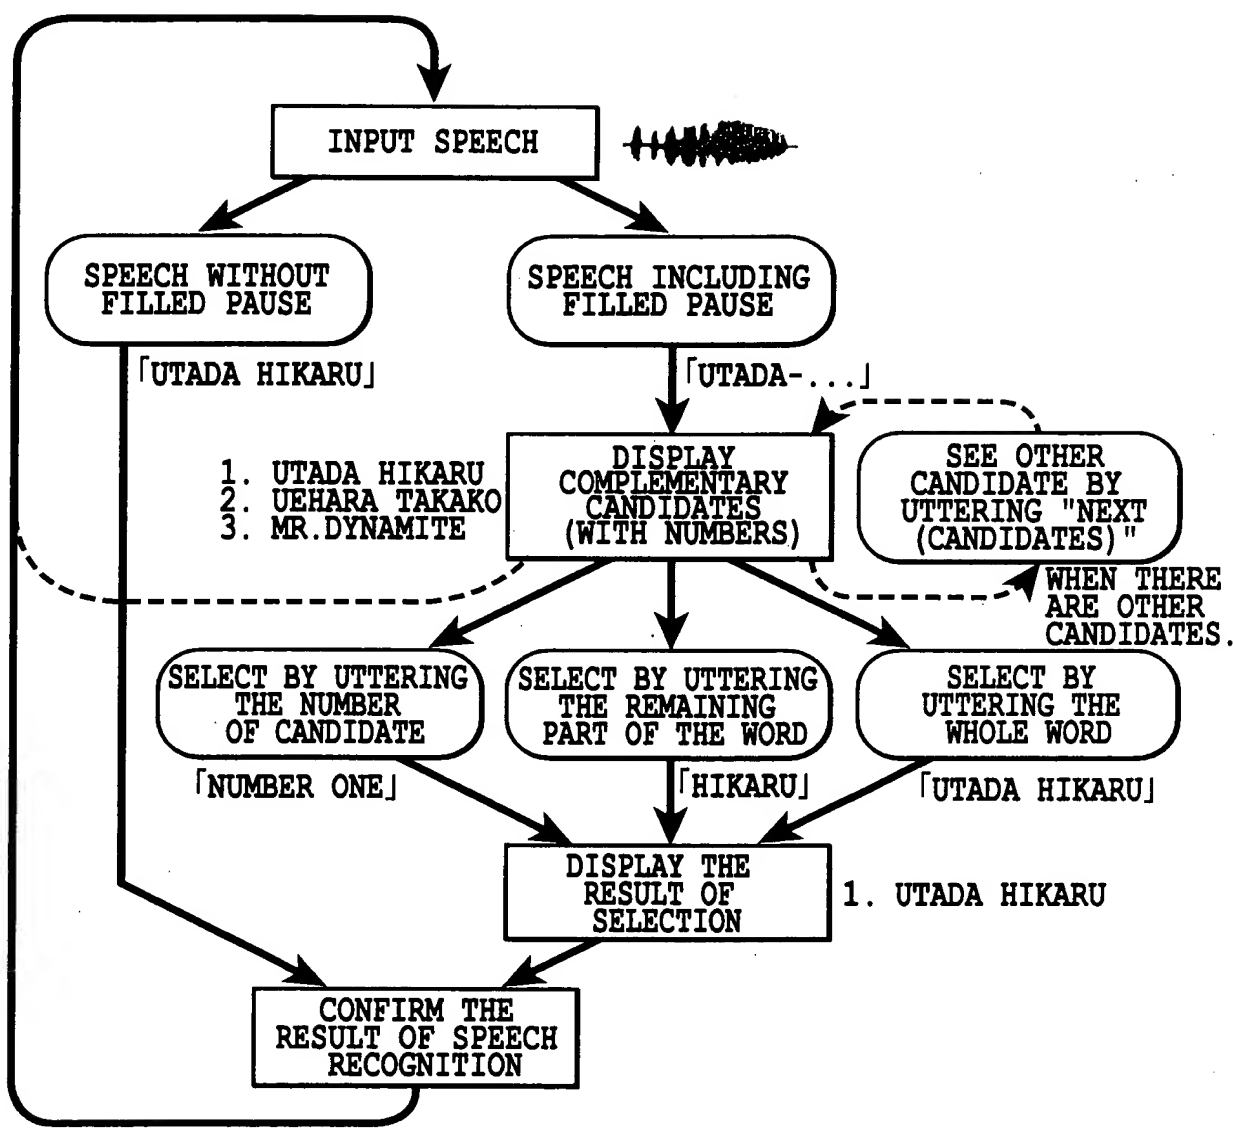 INPUT SPEECH
SPEECH WITHOUT
FILLED PAUSE
SPEECH INCLUDING
FILLED PAUSE
「UTADA HIKARU」
「UTADA-...」
1. UTADA HIKARU
2. UEHARA TAKAKO
3. MR.DYNAMITE
DISPLAY
COMPLEMENTARY
CANDIDATES
(WITH NUMBERS)
SEE OTHER
CANDIDATE BY
UTTERING "NEXT
(CANDIDATES)"
WHEN THERE
ARE OTHER
CANDIDATES.
SELECT BY UTTERING
THE NUMBER
OF CANDIDATE
SELECT BY UTTERING
THE REMAINING
PART OF THE WORD
SELECT BY
UTTERING THE
WHOLE WORD
「NUMBER ONE」
「HIKARU」
「UTADA HIKARU」
DISPLAY THE
RESULT OF
SELECTION
1. UTADA HIKARU
CONFIRM THE
RESULT OF SPEECH
RECOGNITION